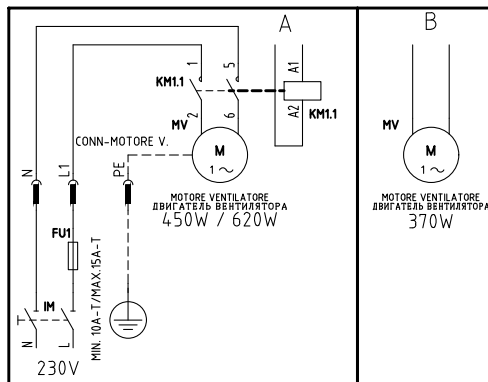 A
B
1
5
KM1.1
A1
A2
KM1.1
2
6
MV
MV
CONN-MOTORE V.
M
1~
M
1~
N
L1
PE
MOTORE VENTILATORE
ДВИГАТЕЛЬ ВЕНТИЛЯТОРА
450W / 620W
MOTORE VENTILATORE
ДВИГАТЕЛЬ ВЕНТИЛЯТОРА
370W
FU1
MIN. 10A-T/MAX.15A-T
IM
N
L
230V